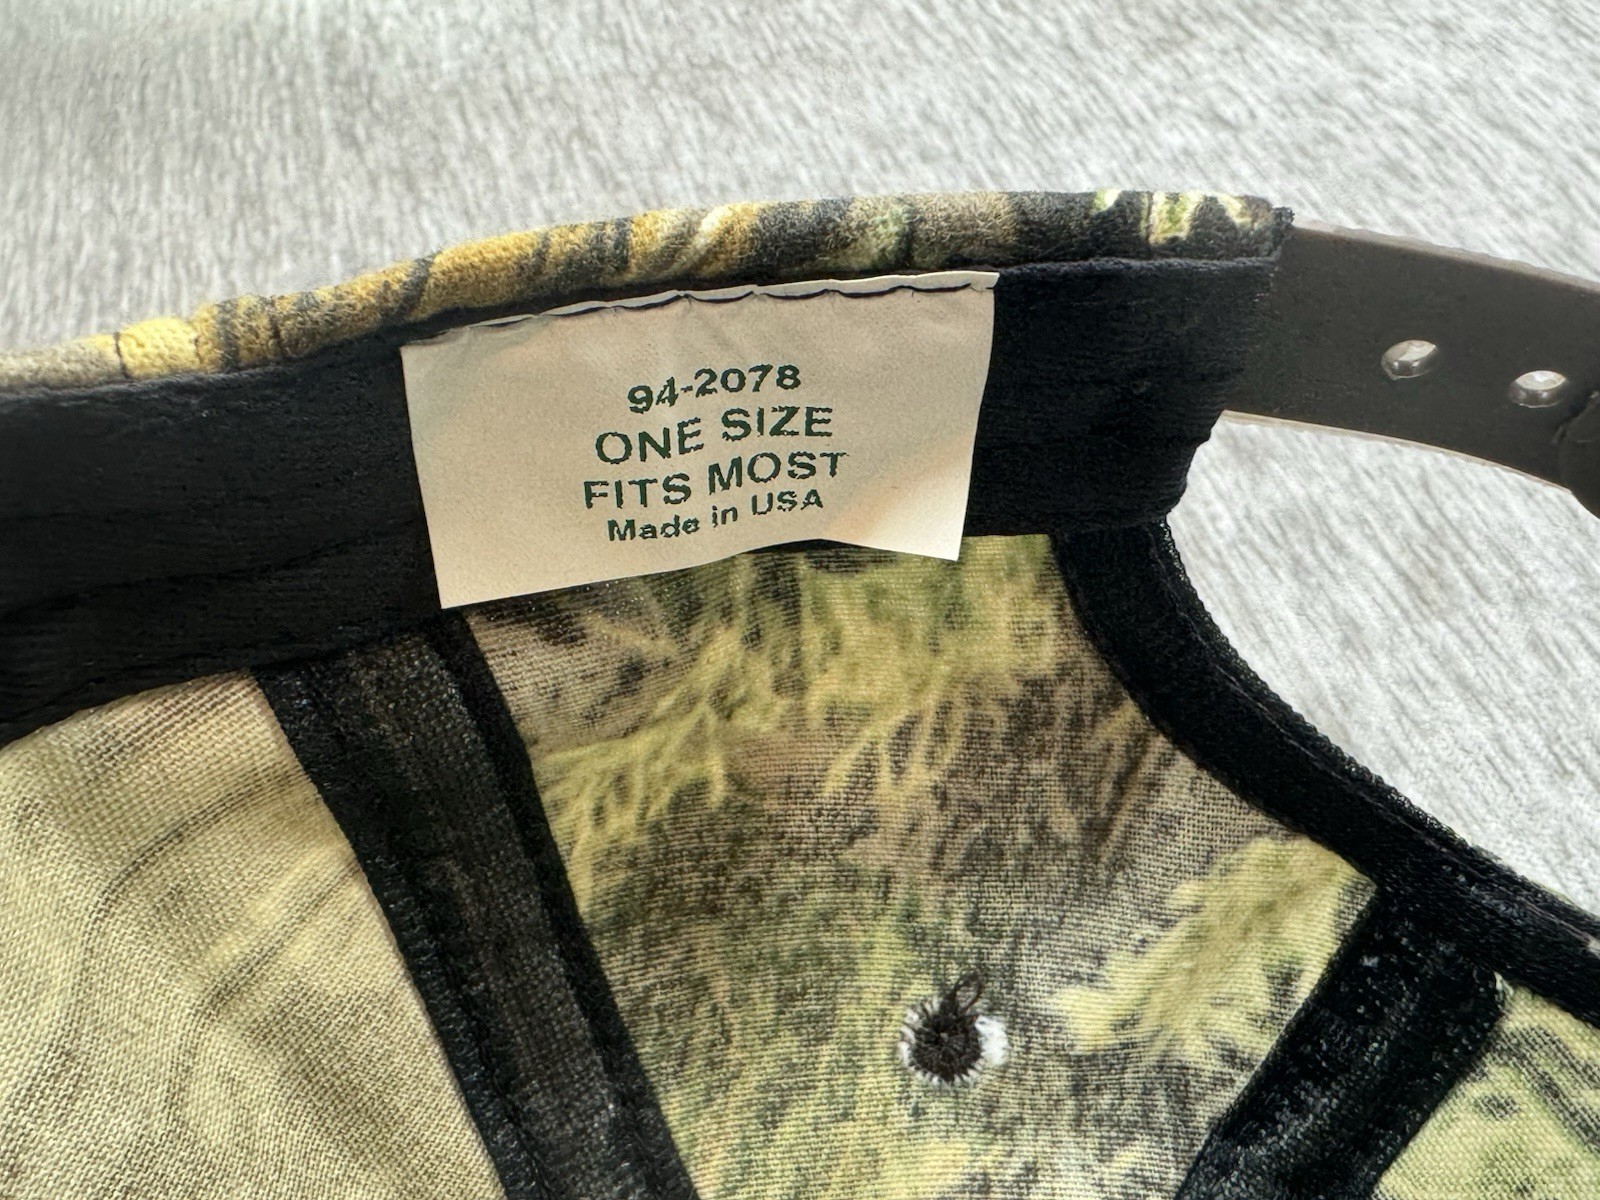 94-2078
ONE SIZE
FITS MOST
Made in USA